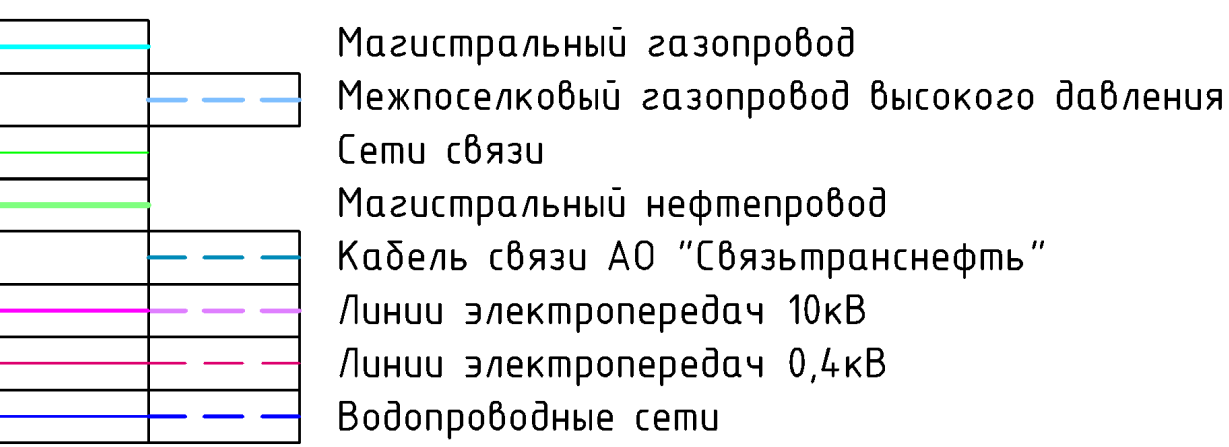 Магистральный газопровод
Межпоселковый газопровод высокого давления
Сети связи
Магистральный нефтепровод
Кабель связи АО "Связьтранснефть"
Линии электропередач 10кВ
Линии электропередач 0,4кВ
Водопроводные сети